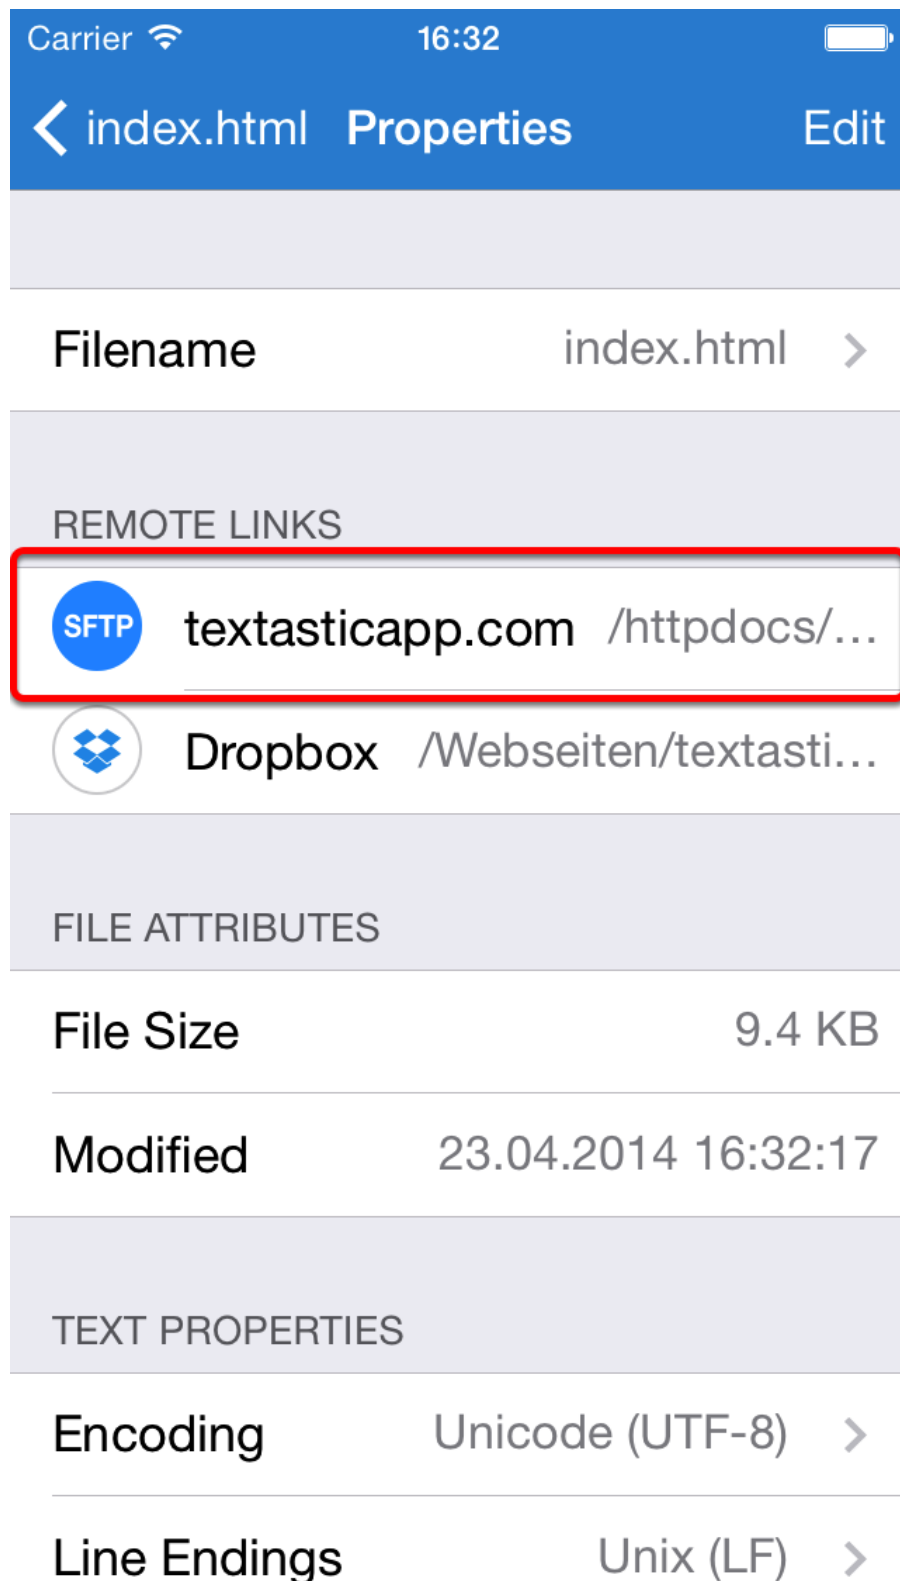 Carrier 16:32
index.html Properties Edit
Filename index.html
REMOTE LINKS
SFTP textasticapp.com /httpdocs/...
Dropbox /Webseiten/textasti...
FILE ATTRIBUTES
File Size 9.4 KB
Modified 23.04.2014 16:32:17
TEXT PROPERTIES
Encoding Unicode (UTF-8)
Line Endings Unix (LF)